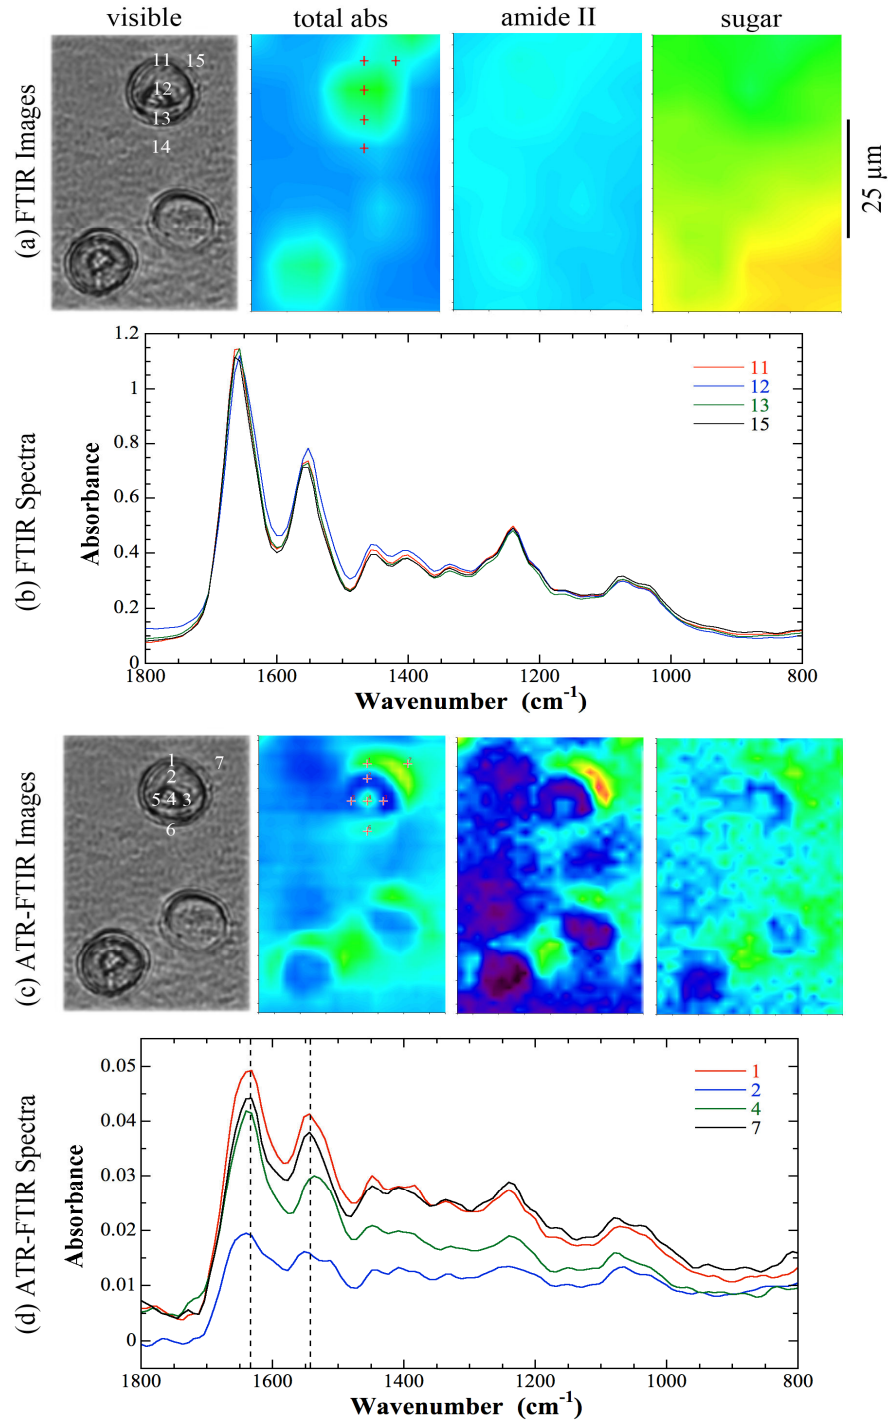 visible total abs amide II sugar
(a) FTIR Images
11 15
12
13
14
25 μm
(b) FTIR Spectra
Absorbance
1.2
1
0.8
0.6
0.4
0.2
0
11
12
13
15
1800 1600 1400 1200 1000 800
Wavenumber (cm⁻¹)
(c) ATR-FTIR Images
1 7
2
5 4 3
6
(d) ATR-FTIR Spectra
Absorbance
0.05
0.04
0.03
0.02
0.01
0
1
2
4
7
1800 1600 1400 1200 1000 800
Wavenumber (cm⁻¹)